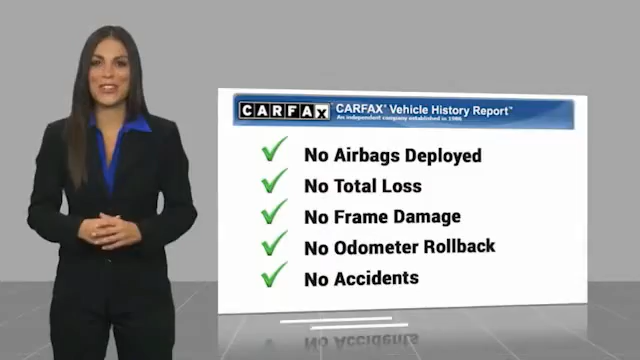 CARFAX CARFAX® Vehicle History Report™
An independent company established in 1986
No Airbags Deployed
No Total Loss
No Frame Damage
No Odometer Rollback
No Accidents